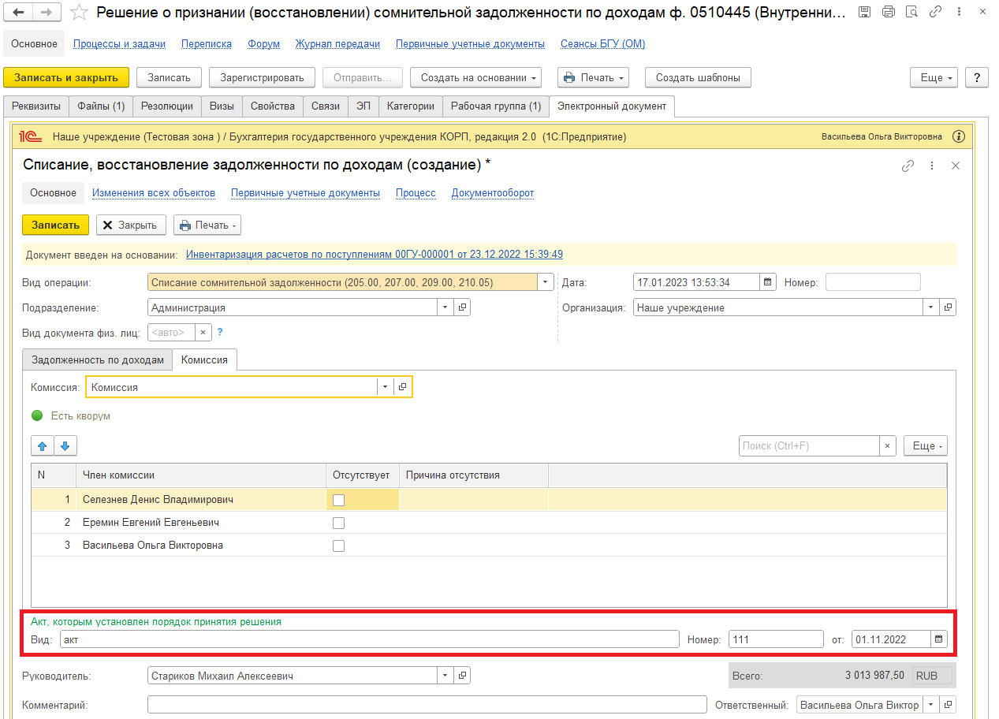 Решение о признании (восстановлении) сомнительной задолженности по доходам ф. 0510445 (Внутренни...
Основное Процессы и задачи Переписка Форум Журнал передачи Первичные учетные документы Сеансы БГУ (ОМ)
Записать и закрыть Записать Зарегистрировать Отправить... Создать на основании Печать Создать шаблоны Еще ?
Реквизиты Файлы (1) Резолюции Визы Свойства Связи ЭП Категории Рабочая группа (1) Электронный документ
1С Наше учреждение (Тестовая зона ) / Бухгалтерия государственного учреждения КОРП, редакция 2.0 (1С:Предприятие) Васильева Ольга Викторовна
Списание, восстановление задолженности по доходам (создание) *
Основное Изменения всех объектов Первичные учетные документы Процесс Документооборот
Записать Закрыть Печать
Документ введен на основании: Инвентаризация расчетов по поступлениям 00ГУ-000001 от 23.12.2022 15:39:49
Вид операции: Списание сомнительной задолженности (205.00, 207.00, 209.00, 210.05) Дата: 17.01.2023 13:53:34 Номер:
Подразделение: Администрация Организация: Наше учреждение
Вид документа физ. лиц: <авто> × ?
Задолженность по доходам Комиссия
Комиссия: Комиссия
Есть кворум
Поиск (Ctrl+F) × Еще
N Член комиссии Отсутствует Причина отсутствия
1 Селезнев Денис Владимирович
2 Еремин Евгений Евгеньевич
3 Васильева Ольга Викторовна
Акт, которым установлен порядок принятия решения
Вид: акт Номер: 111 от: 01.11.2022
Руководитель: Стариков Михаил Алексеевич Всего: 3 013 987,50 RUB
Комментарий: Ответственный: Васильева Ольга Виктор